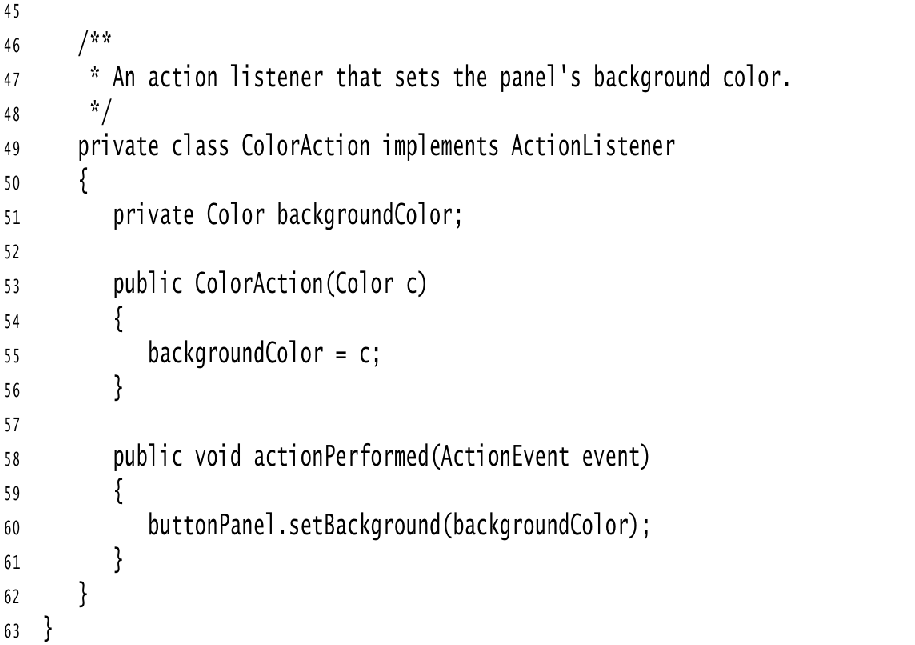 45
46 /**
47 * An action listener that sets the panel's background color.
48 */
49 private class ColorAction implements ActionListener
50 {
51 private Color backgroundColor;
52
53 public ColorAction(Color c)
54 {
55 backgroundColor = c;
56 }
57
58 public void actionPerformed(ActionEvent event)
59 {
60 buttonPanel.setBackground(backgroundColor);
61 }
62 }
63 }